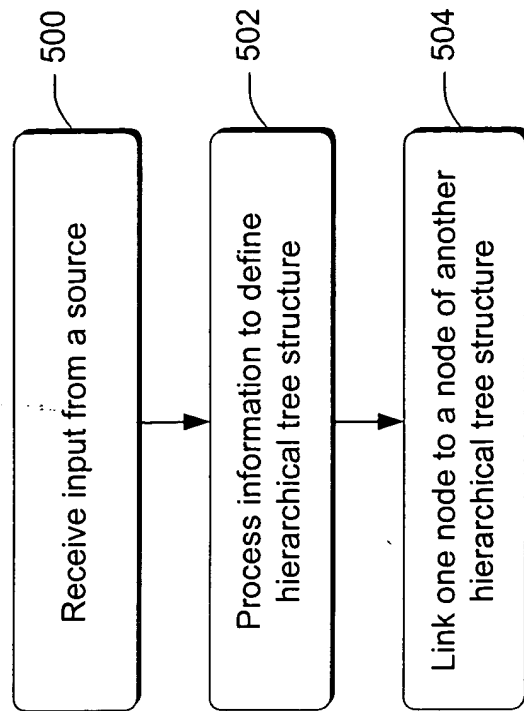 Receive input from a source
500
Process information to define
hierarchical tree structure
502
Link one node to a node of another
hierarchical tree structure
504